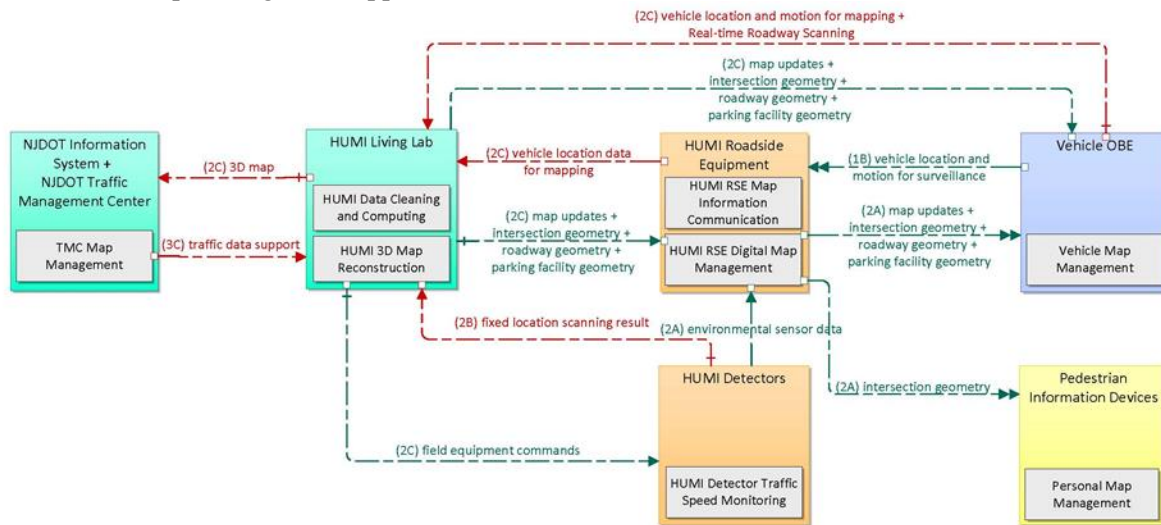 (2C) vehicle location and motion for mapping +
Real-time Roadway Scanning
(2C) map updates +
intersection geometry +
roadway geometry +
parking facility geometry
NJDOT Information
System +
NJDOT Traffic
Management Center
TMC Map
Management
(2C) 3D map
(3C) traffic data support
HUMI Living Lab
HUMI Data Cleaning
and Computing
HUMI 3D Map
Reconstruction
(2C) vehicle location data
for mapping
(2C) map updates +
intersection geometry +
roadway geometry +
parking facility geometry
HUMI Roadside
Equipment
HUMI RSE Map
Information
Communication
HUMI RSE Digital Map
Management
(1B) vehicle location and
motion for surveillance
(2A) map updates +
intersection geometry +
roadway geometry +
parking facility geometry
Vehicle OBE
Vehicle Map
Management
(2B) fixed location scanning result
(2A) environmental sensor data
(2A) intersection geometry
(2C) field equipment commands
HUMI Detectors
HUMI Detector Traffic
Speed Monitoring
Pedestrian
Information Devices
Personal Map
Management